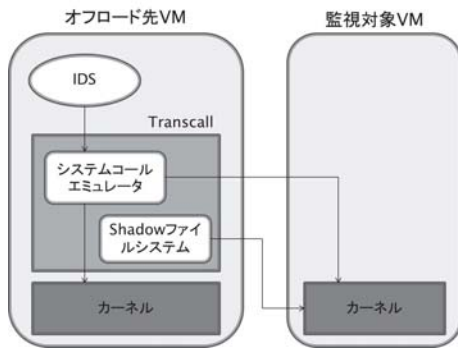 オフロード先VM
監視対象VM
IDS
Transcall
システムコール
エミュレータ
Shadowファイ
ルシステム
カーネル
カーネル